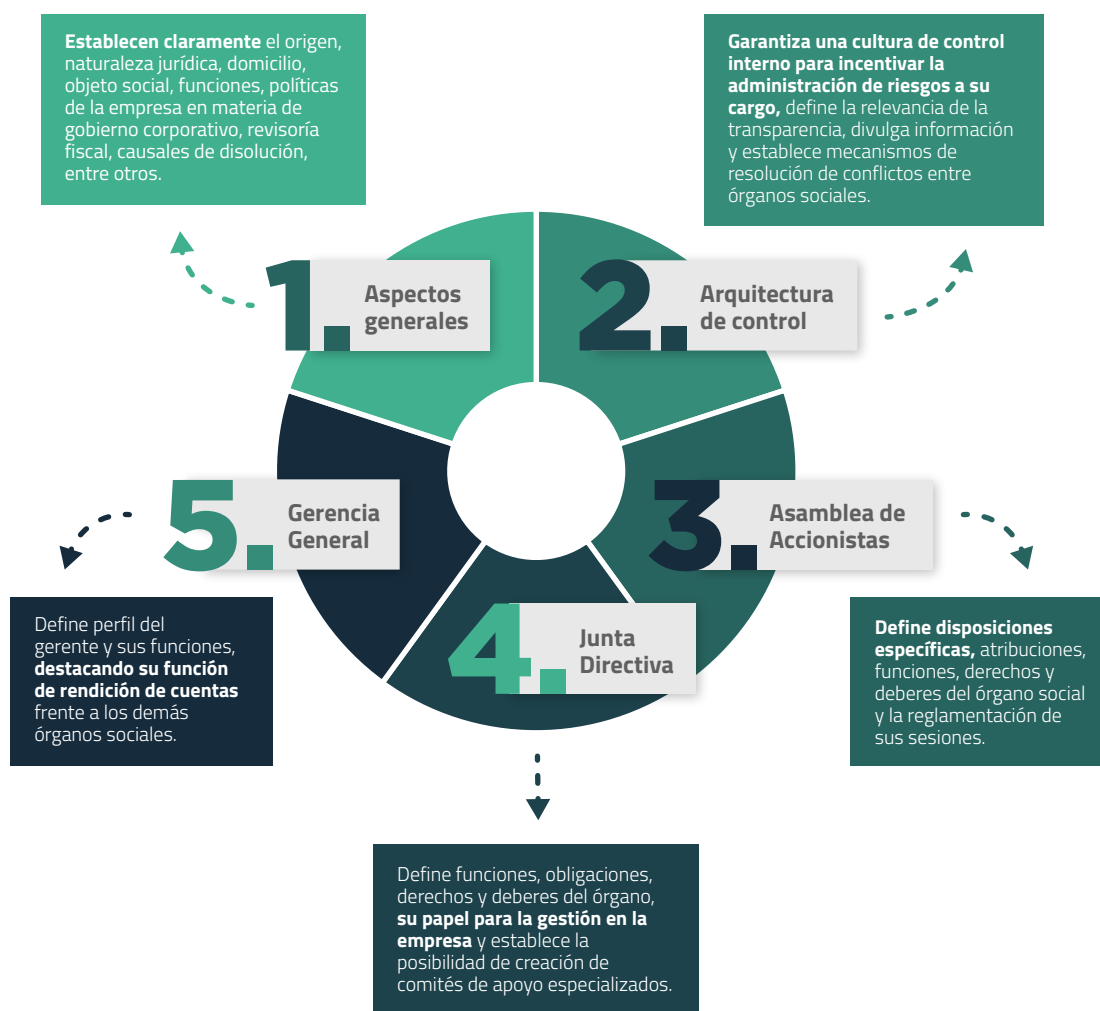 Establecen claramente el origen,
naturaleza jurídica, domicilio,
objeto social, funciones, políticas
de la empresa en materia de
gobierno corporativo, revisoría
fiscal, causales de disolución,
entre otros.
Garantiza una cultura de control
interno para incentivar la
administración de riesgos a su
cargo, define la relevancia de la
transparencia, divulga información
y establece mecanismos de
resolución de conflictos entre
órganos sociales.
1. Aspectos
generales
2. Arquitectura
de control
5. Gerencia
General
3. Asamblea de
Accionistas
4. Junta
Directiva
Define perfil del
gerente y sus funciones,
destacando su función
de rendición de cuentas
frente a los demás
órganos sociales.
Define disposiciones
específicas, atribuciones,
funciones, derechos y
deberes del órgano social
y la reglamentación de
sus sesiones.
Define funciones, obligaciones,
derechos y deberes del órgano,
su papel para la gestión en la
empresa y establece la
posibilidad de creación de
comités de apoyo especializados.